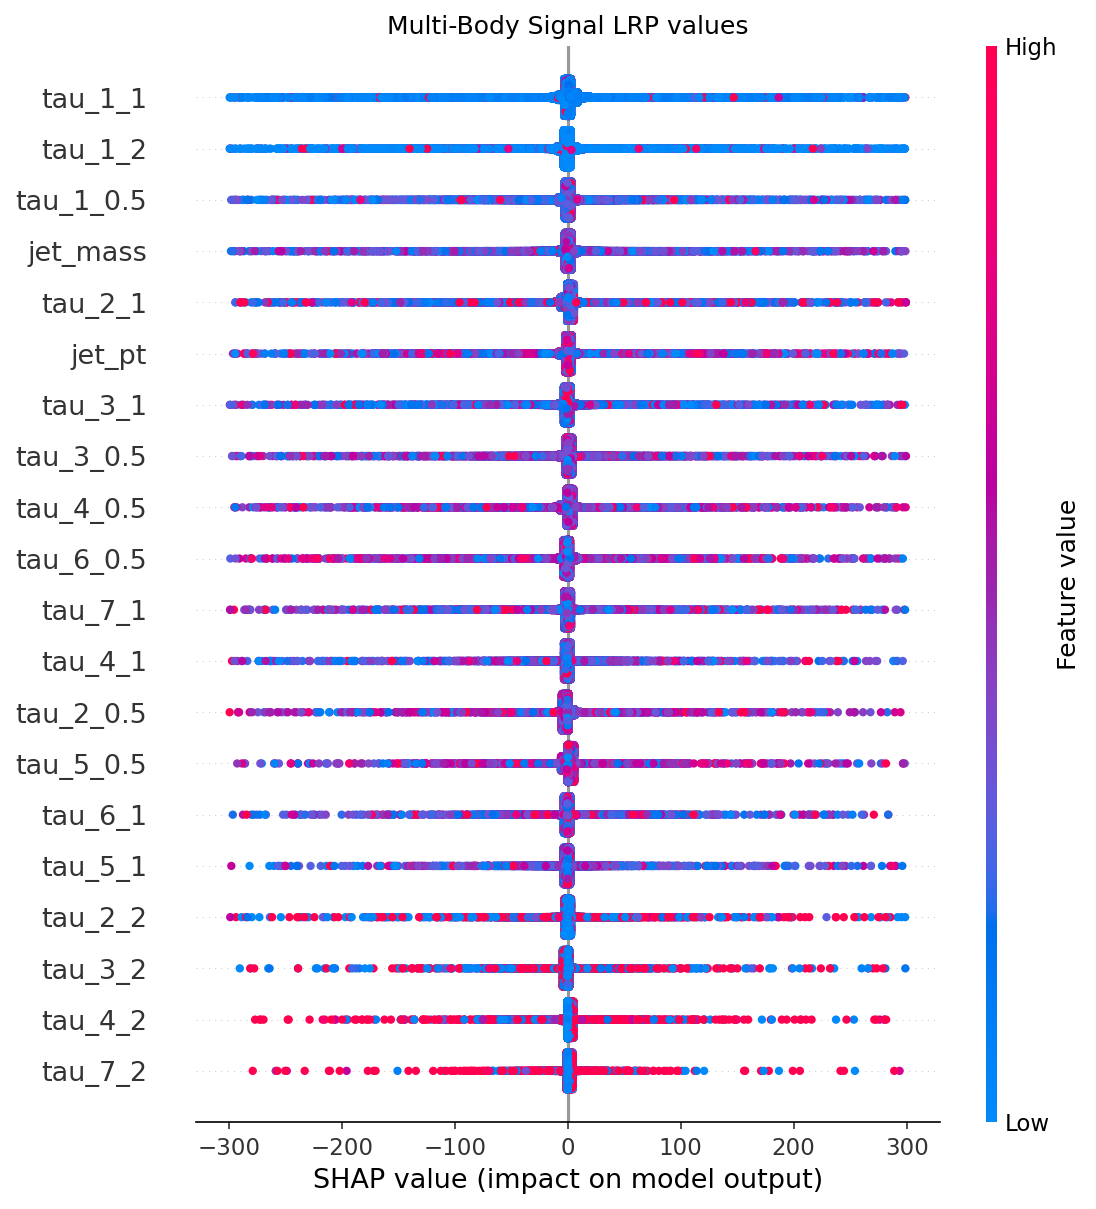 Multi-Body Signal LRP values
High
tau_1_1
tau_1_2
tau_1_0.5
jet_mass
tau_2_1
jet_pt
tau_3_1
tau_3_0.5
tau_4_0.5
tau_6_0.5
tau_7_1
tau_4_1
tau_2_0.5
tau_5_0.5
tau_6_1
tau_5_1
tau_2_2
tau_3_2
tau_4_2
tau_7_2
Feature value
Low
−300 −200 −100 0 100 200 300
SHAP value (impact on model output)